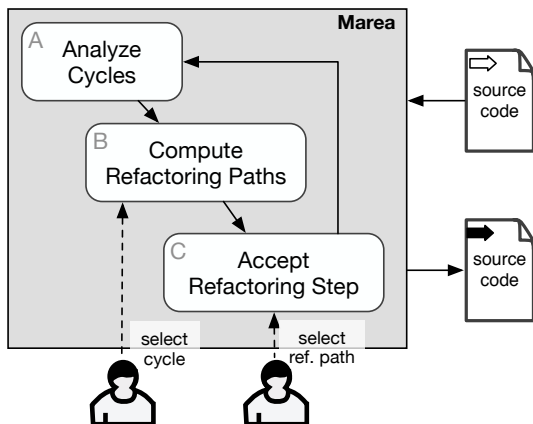 Marea
A
Analyze
Cycles
B
Compute
Refactoring Paths
C
Accept
Refactoring Step
source
code
source
code
select
cycle
select
ref. path